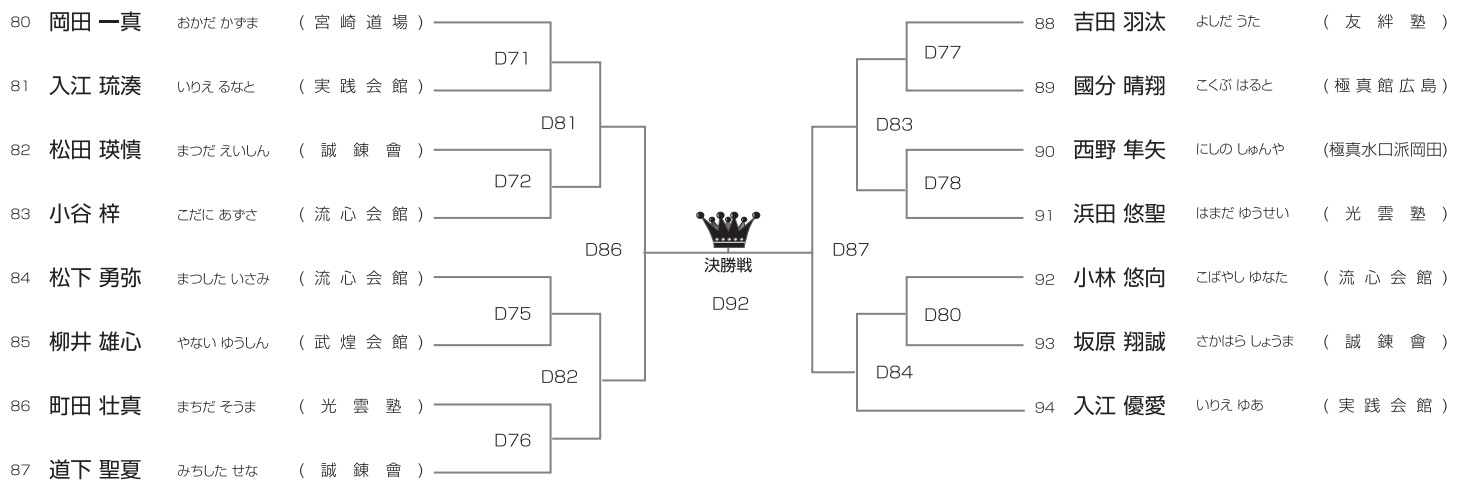 80 岡田 一真 おかだ かずま (宮崎道場)
D71
81 入江 琉湊 いりえ るなと (実践会館)
D81
82 松田 瑛慎 まつだ えいしん (誠錬會)
D72
83 小谷 梓 こだに あずさ (流心会館)
D86
84 松下 勇弥 まつした いさみ (流心会館)
D75
85 柳井 雄心 やない ゆうしん (武煌会館)
D82
86 町田 壮真 まちだ そうま (光雲塾)
D76
87 道下 聖夏 みちした せな (誠錬會)
決勝戦
D92
88 吉田 羽汰 よしだ うた (友絆塾)
D77
89 國分 晴翔 こくぶ はると (極真館広島)
D83
90 西野 隼矢 にしの しゅんや (極真水口派岡田)
D78
91 浜田 悠聖 はまだ ゆうせい (光雲塾)
D87
92 小林 悠向 こばやし ゆなた (流心会館)
D80
93 坂原 翔誠 さかはら しょうま (誠錬會)
D84
94 入江 優愛 いりえ ゆあ (実践会館)